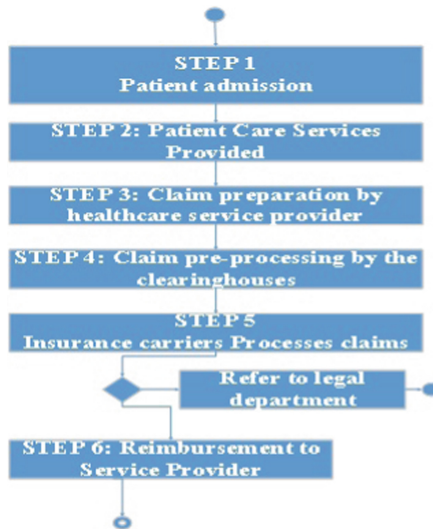 STEP 1
Patient admission
STEP 2: Patient Care Services
Provided
STEP 3: Claim preparation by
healthcare service provider
STEP 4: Claim pre-processing by the
clearinghouses
STEP 5
Insurance carriers Processes claims
Refer to legal
department
STEP 6: Reimbursement to
Service Provider